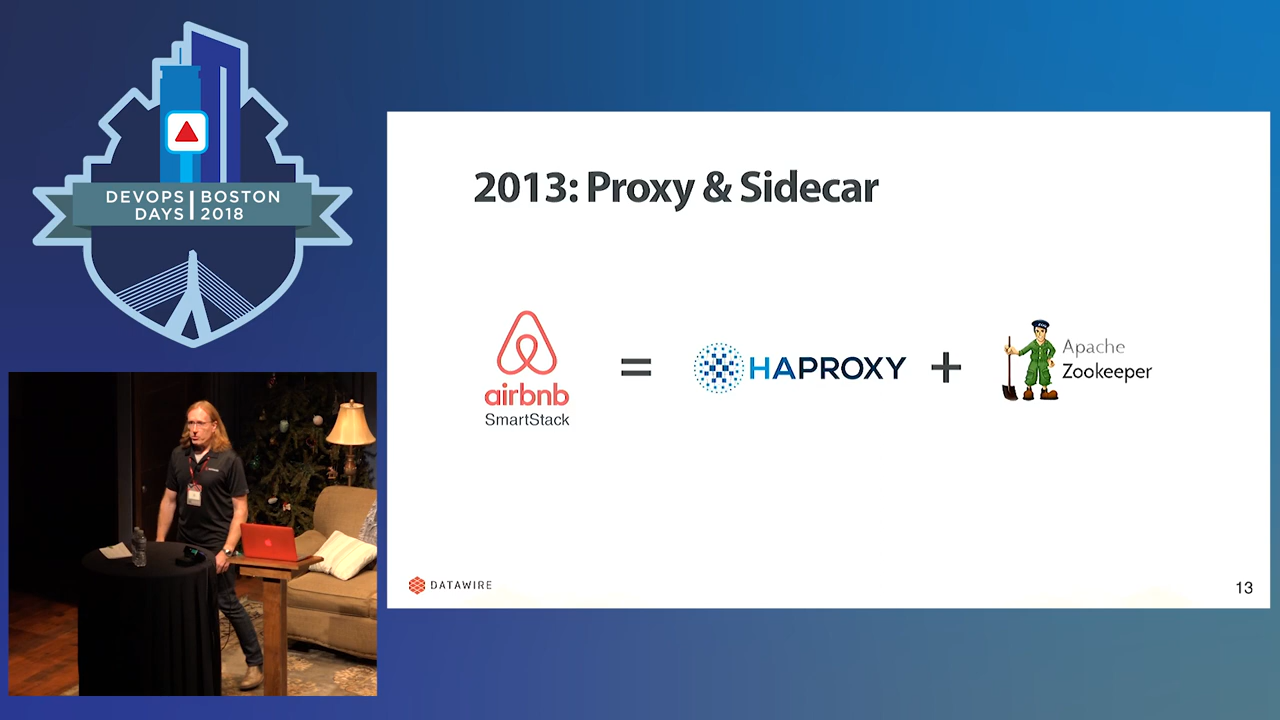 DEVOPS DAYS
BOSTON 2018
2013: Proxy & Sidecar
airbnb
SmartStack
=
HAPROXY
+
Apache
Zookeeper
DATAWIRE
13